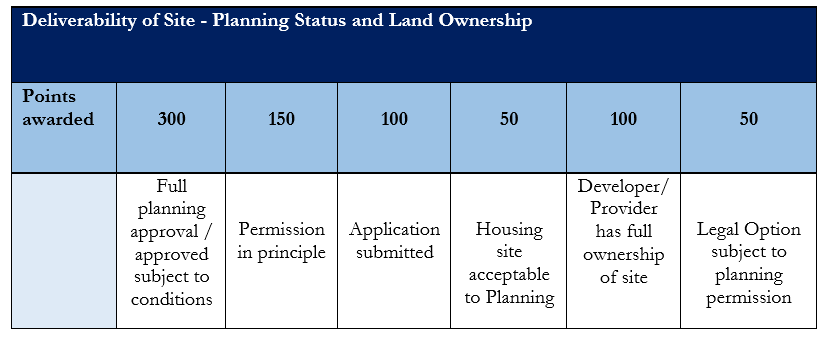 Deliverability of Site - Planning Status and Land Ownership
Points
awarded
300
150
100
50
100
50
Full
planning
approval /
approved
subject to
conditions
Permission
in principle
Application
submitted
Housing
site
acceptable
to Planning
Developer/
Provider
has full
ownership
of site
Legal Option
subject to
planning
permission